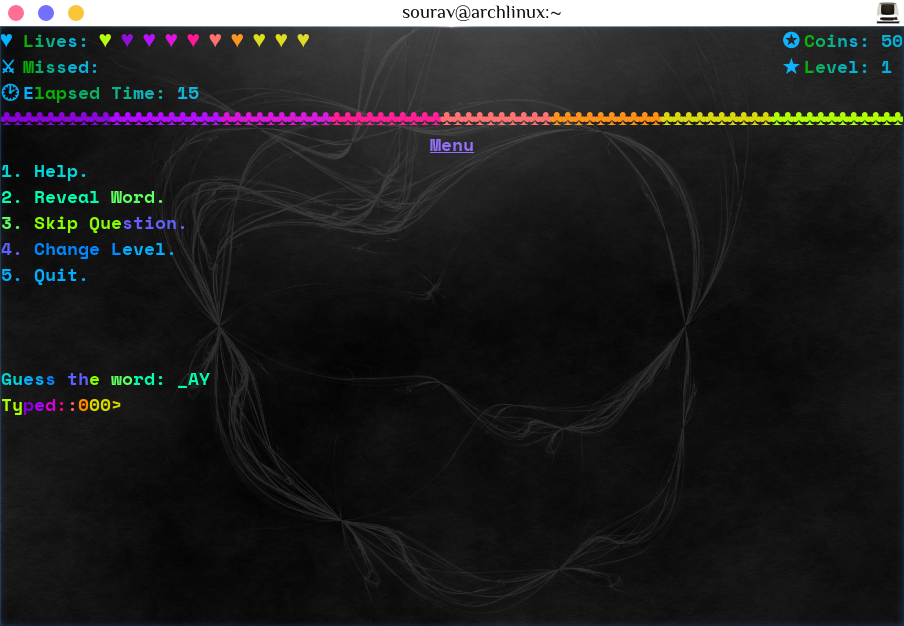 sourav@archlinux:~
Lives: ♥ ♥ ♥ ♥ ♥ ♥ ♥ ♥ ♥ ♥
Coins: 50
Missed:
Level: 1
Elapsed Time: 15
Menu
1. Help.
2. Reveal Word.
3. Skip Question.
4. Change Level.
5. Quit.
Guess the word: _AY
Typed::000>